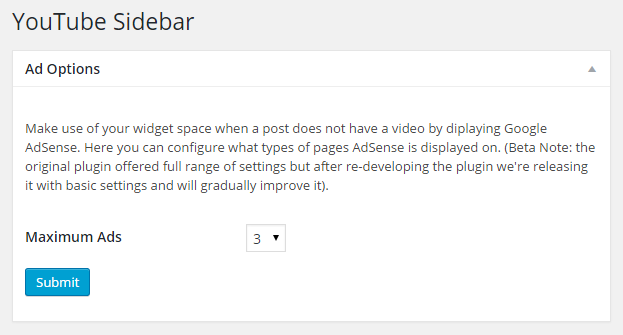 YouTube Sidebar
Ad Options
Make use of your widget space when a post does not have a video by diplaying Google
AdSense. Here you can configure what types of pages AdSense is displayed on. (Beta Note: the
original plugin offered full range of settings but after re-developing the plugin we're releasing
it with basic settings and will gradually improve it).
Maximum Ads 3
Submit